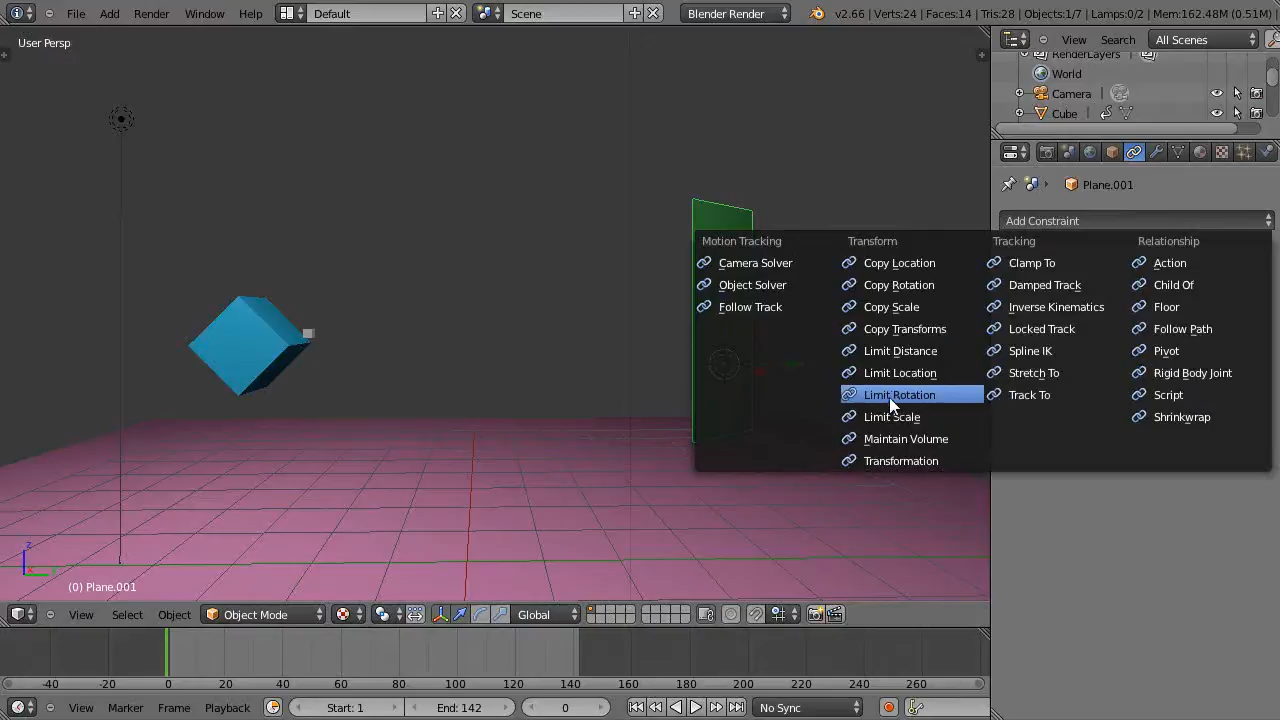 File Add Render Window Help Default Scene Blender Render v2.66 | Verts:24 | Faces:14 | Tris:28 | Objects:1/7 | Lamps:0/2 | Mem:162.48M (0.51M)
User Persp
View Search All Scenes
RenderLayers
World
Camera
Cube
Plane.001
Add Constraint
Motion Tracking
Camera Solver
Object Solver
Follow Track
Transform
Copy Location
Copy Rotation
Copy Scale
Copy Transforms
Limit Distance
Limit Location
Limit Rotation
Limit Scale
Maintain Volume
Transformation
Tracking
Clamp To
Damped Track
Inverse Kinematics
Locked Track
Spline IK
Stretch To
Track To
Relationship
Action
Child Of
Floor
Follow Path
Pivot
Rigid Body Joint
Script
Shrinkwrap
z
(0) Plane.001
View Select Object Object Mode Global
-40 -20 0 20 40 60 80 100 120 140 160 180 200 220 240 260
View Marker Frame Playback Start: 1 End: 142 0 No Sync